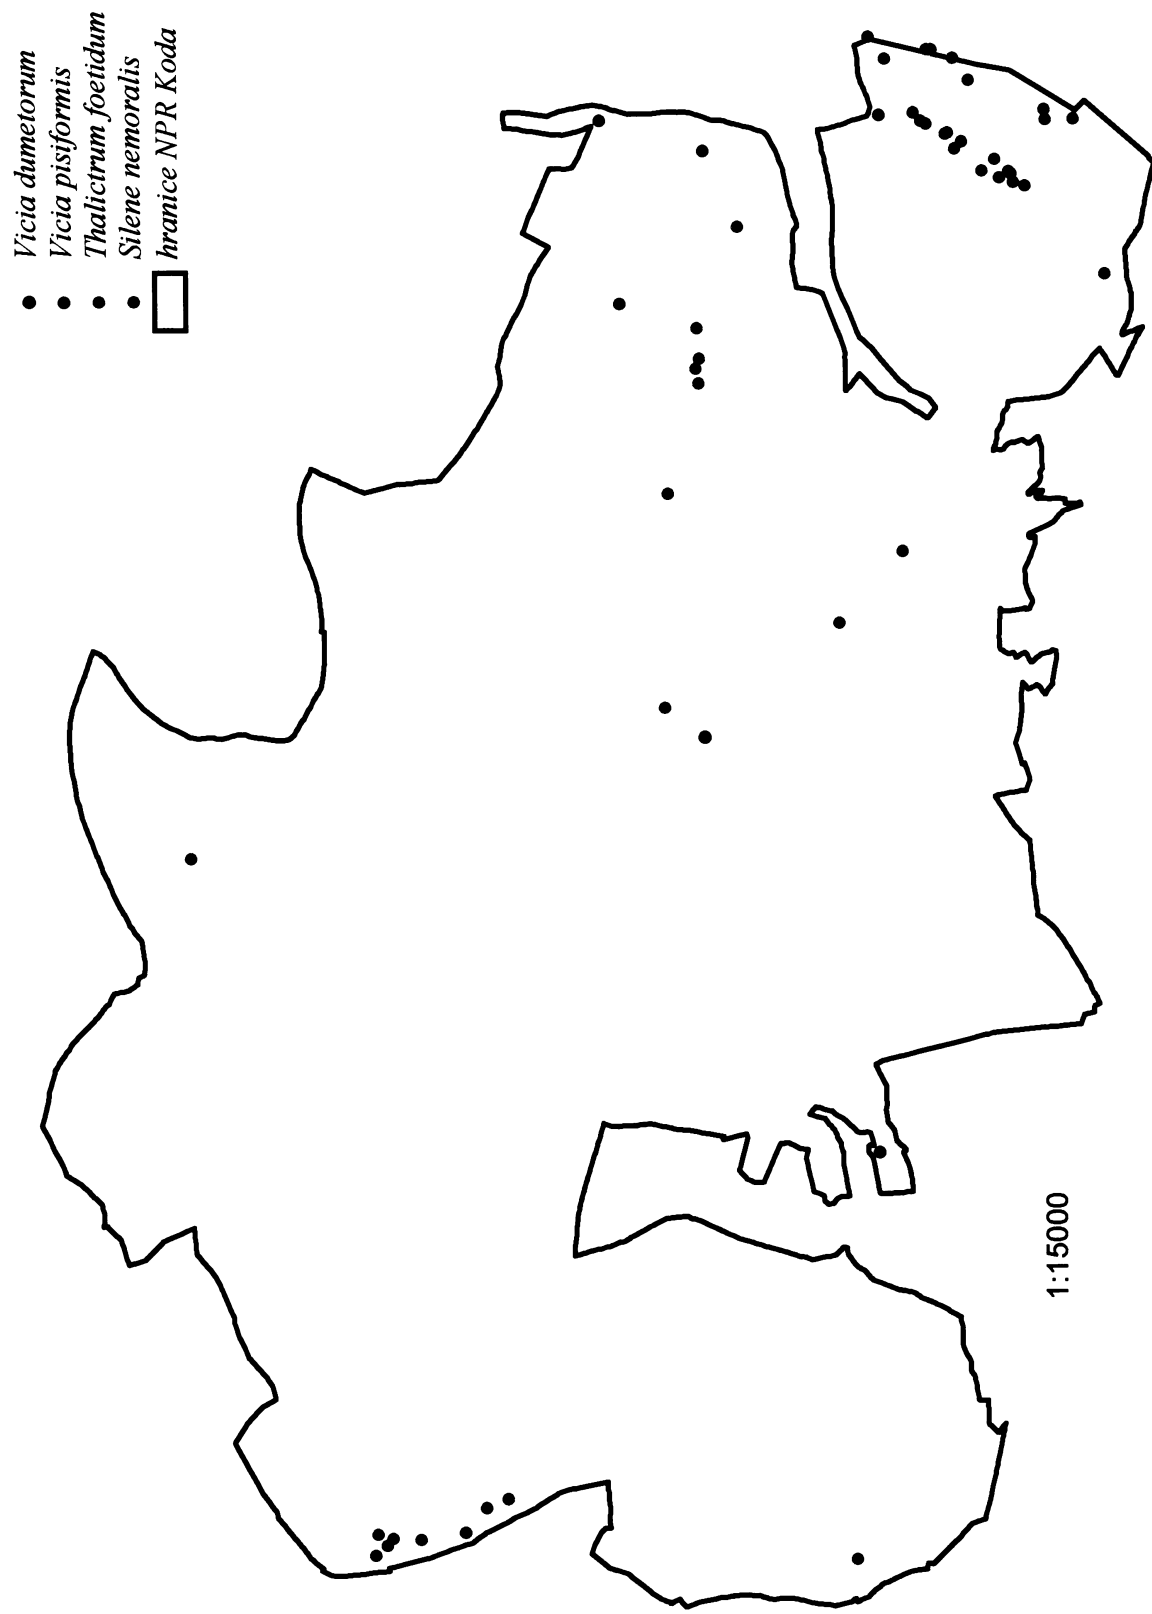 Vicia dumetorum
Vicia pisiformis
Thalictrum foetidum
Silene nemoralis
hranice NPR Koda
1:15000